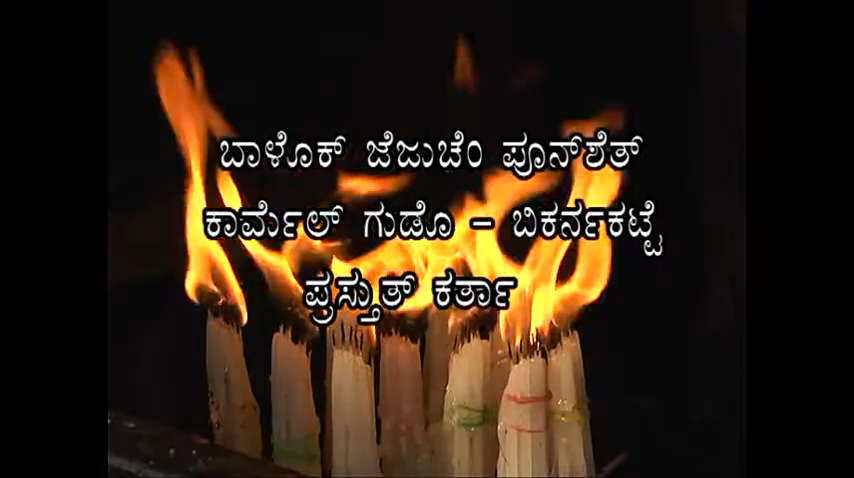 ಬಾಳೊಕ್ ಜೆಜುಚೆಂ ಪೂನ್‌ಶೆತ್
ಕಾರ್ಮೆಲ್ ಗುಡೊ – ಬಿಕರ್ನಕಟ್ಟೆ
ಪ್ರಸ್ತುತ್ ಕರ್ತಾ